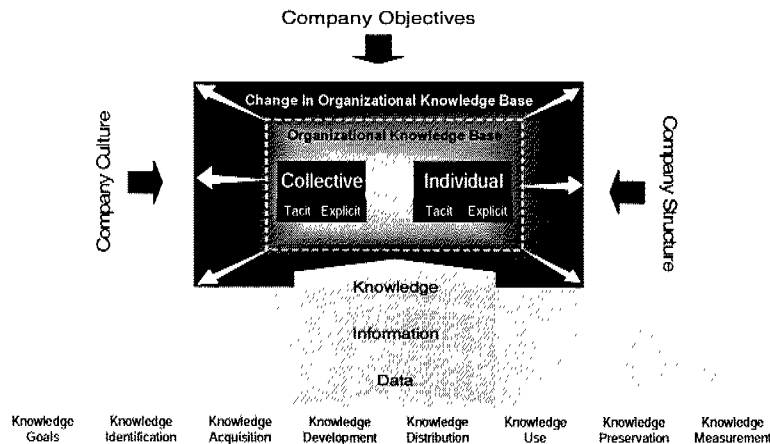 Company Objectives
Change In Organizational Knowledge Base
Organizational Knowledge Base
Company Culture
Company Structure
Collective
Individual
Tacit Explicit
Tacit Explicit
Knowledge
Information
Data
Knowledge
Goals
Knowledge
Identification
Knowledge
Acquisition
Knowledge
Development
Knowledge
Distribution
Knowledge
Use
Knowledge
Preservation
Knowledge
Measurement